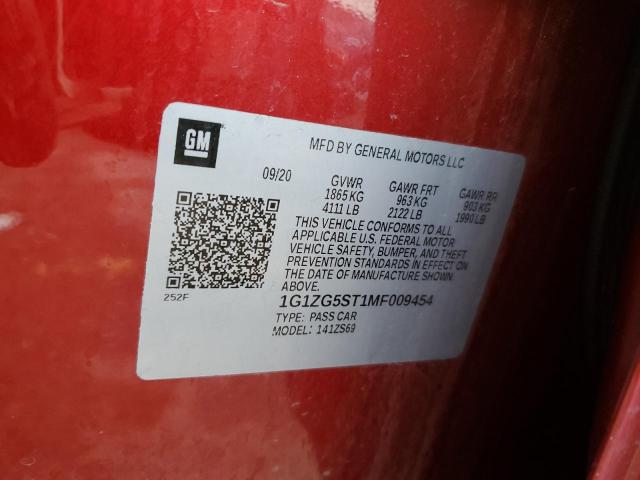 GM
MFD BY GENERAL MOTORS LLC
09/20 GVWR GAWR FRT GAWR RR
1865 KG 963 KG 903 KG
4111 LB 2122 LB 1990 LB
THIS VEHICLE CONFORMS TO ALL
APPLICABLE U.S. FEDERAL MOTOR
VEHICLE SAFETY, BUMPER, AND THEFT
PREVENTION STANDARDS IN EFFECT ON
THE DATE OF MANUFACTURE SHOWN
ABOVE.
252F
1G1ZG5ST1MF009454
TYPE: PASS CAR
MODEL: 141ZS69